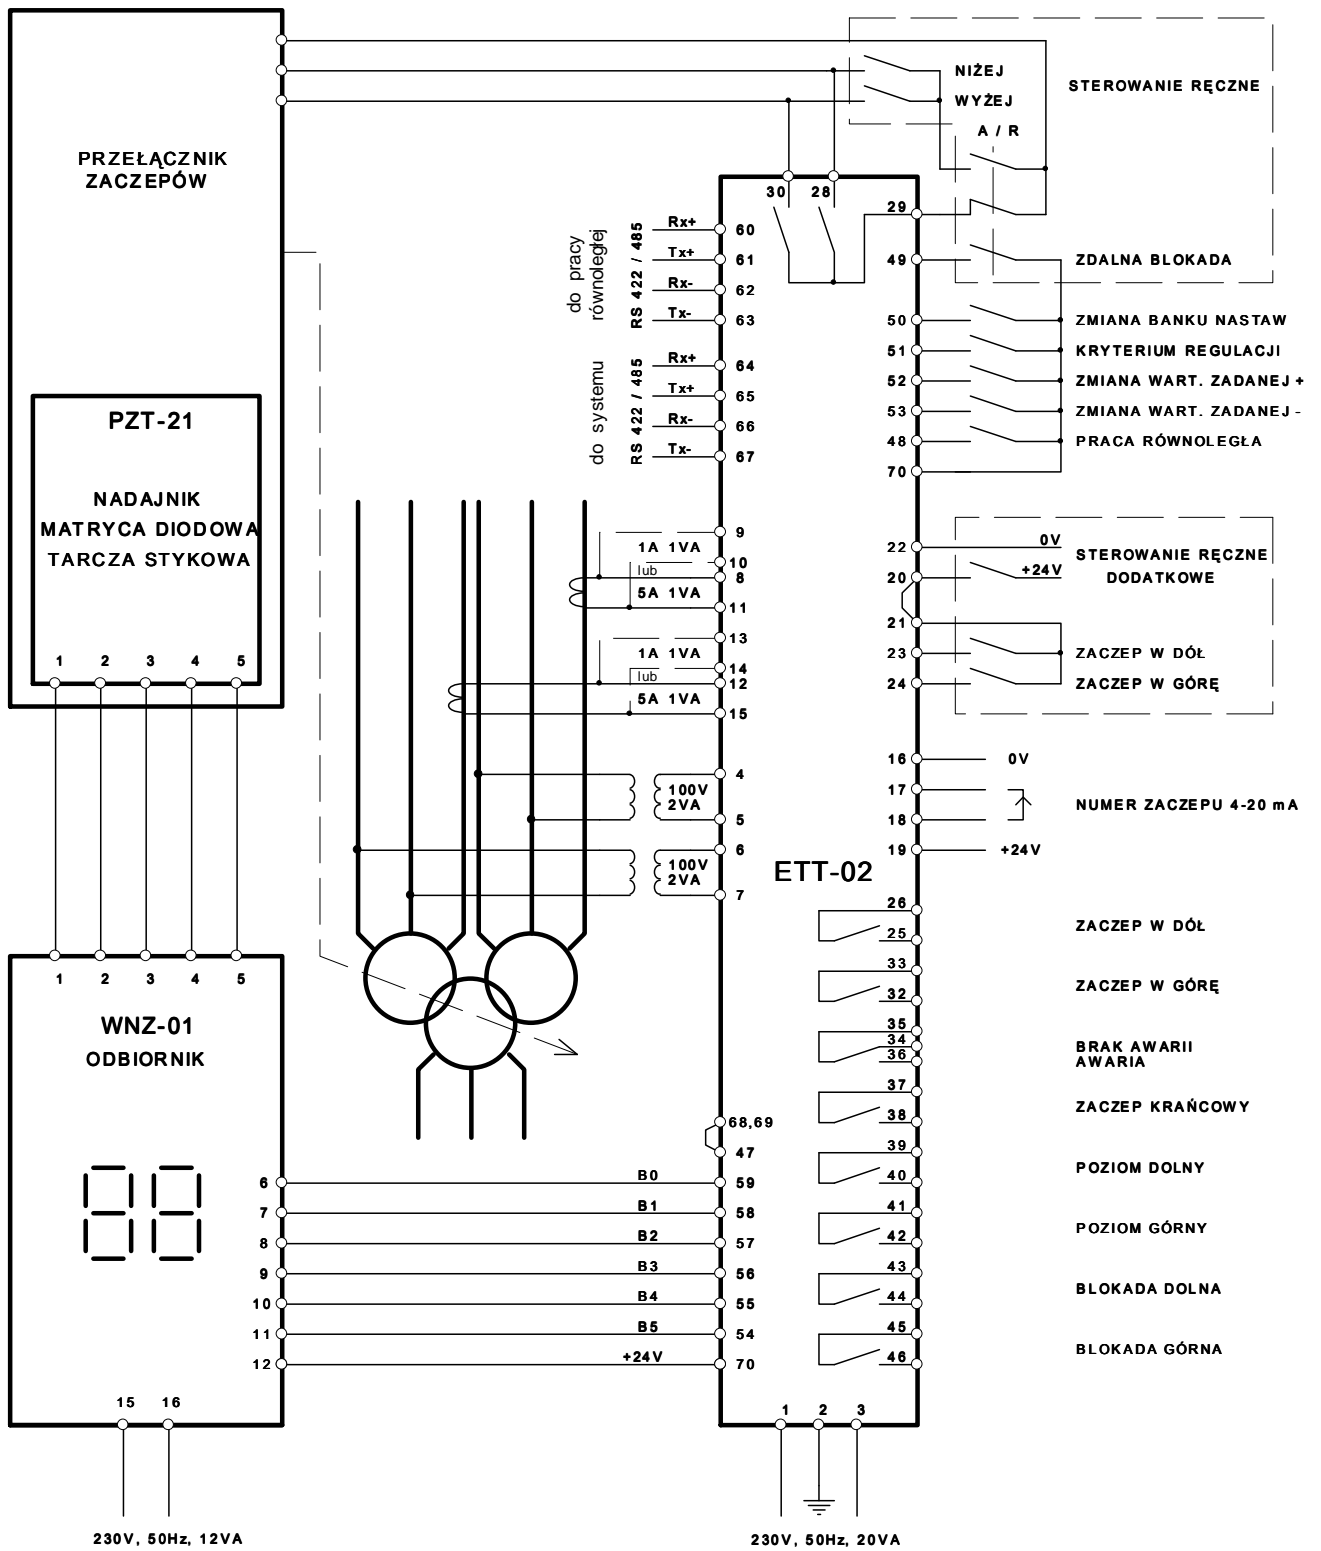 PRZEŁĄCZNIK
ZACZEPÓW
PZT-21
NADAJNIK
MATRYCA DIODOWA
TARCZA STYKOWA
1 2 3 4 5
1 2 3 4 5
WNZ-01
ODBIORNIK
6
7
8
9
10
11
12
15 16
230V, 50Hz, 12VA
NIŻEJ
WYŻEJ
A / R
STEROWANIE RĘCZNE
30 28
29
49 ZDALNA BLOKADA
50 ZMIANA BANKU NASTAW
51 KRYTERIUM REGULACJI
52 ZMIANA WART. ZADANEJ +
53 ZMIANA WART. ZADANEJ -
48 PRACA RÓWNOLEGŁA
70
do pracy
równoległej
RS 422 / 485
Rx+ 60
Tx+ 61
Rx- 62
Tx- 63
do systemu
RS 422 / 485
Rx+ 64
Tx+ 65
Rx- 66
Tx- 67
9
1A 1VA
10
lub
8
5A 1VA
11
13
1A 1VA
14
lub
12
5A 1VA
15
4
100V
2VA
5
6
100V
2VA
7
ETT-02
22 0V
STEROWANIE RĘCZNE
20 +24V
DODATKOWE
21
23 ZACZEP W DÓŁ
24 ZACZEP W GÓRĘ
16 0V
17
NUMER ZACZEPU 4-20 mA
18
19 +24V
26
25
ZACZEP W DÓŁ
33
32
ZACZEP W GÓRĘ
35
34
36
BRAK AWARII
AWARIA
37
38
ZACZEP KRAŃCOWY
39
40
POZIOM DOLNY
41
42
POZIOM GÓRNY
43
44
BLOKADA DOLNA
45
46
BLOKADA GÓRNA
68,69
47
B0 59
B1 58
B2 57
B3 56
B4 55
B5 54
+24V 70
1 2 3
230V, 50Hz, 20VA